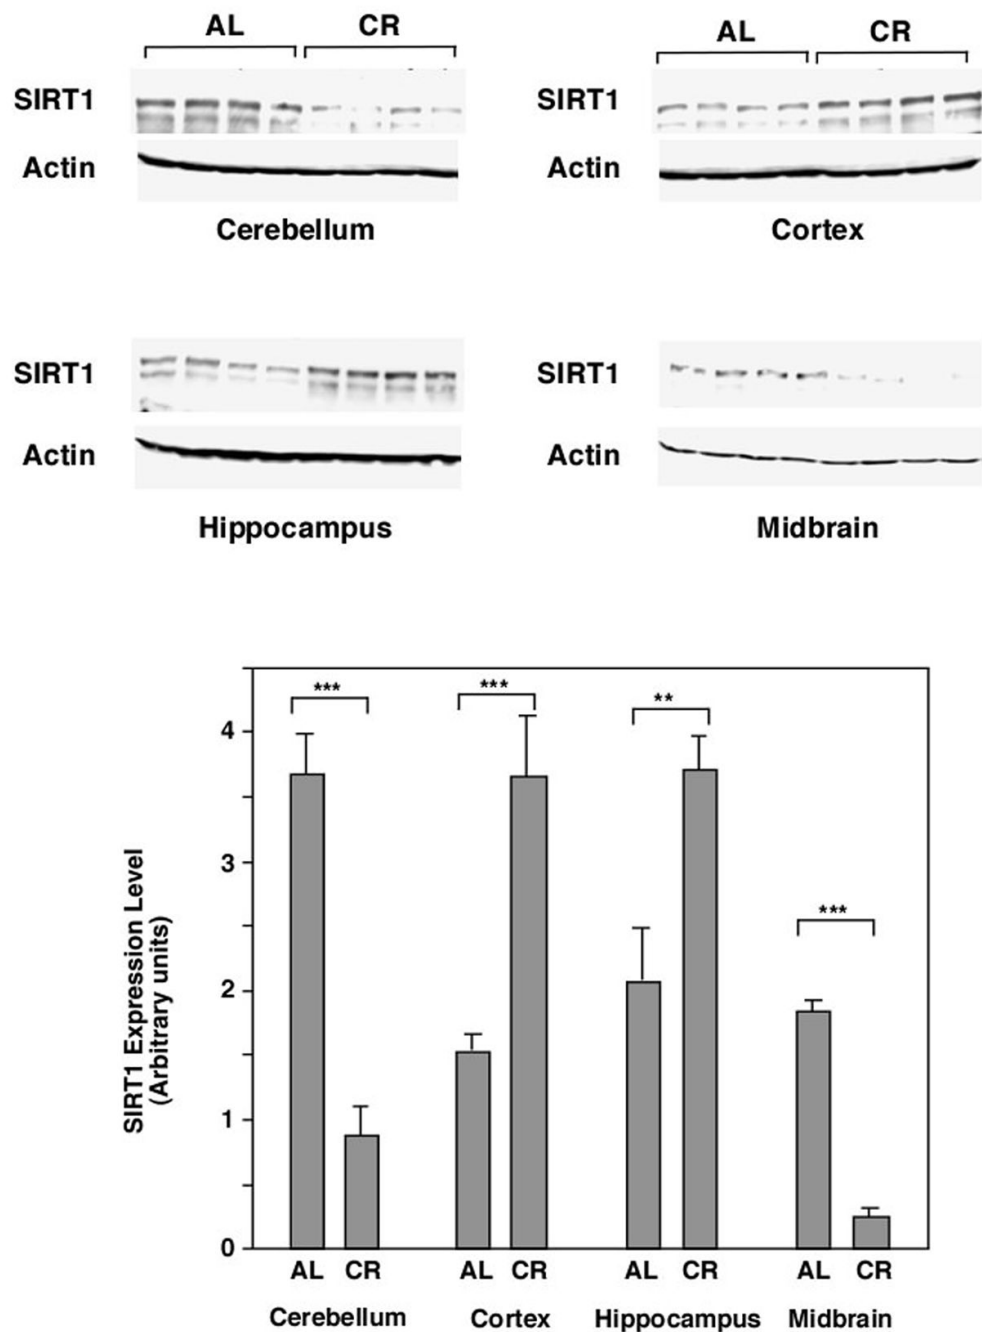 AL CR
SIRT1
Actin
Cerebellum
AL CR
SIRT1
Actin
Cortex
SIRT1
Actin
Hippocampus
SIRT1
Actin
Midbrain
SIRT1 Expression Level
(Arbitrary units)
4
3
2
1
0
*** *** ** ***
AL CR AL CR AL CR AL CR
Cerebellum Cortex Hippocampus Midbrain